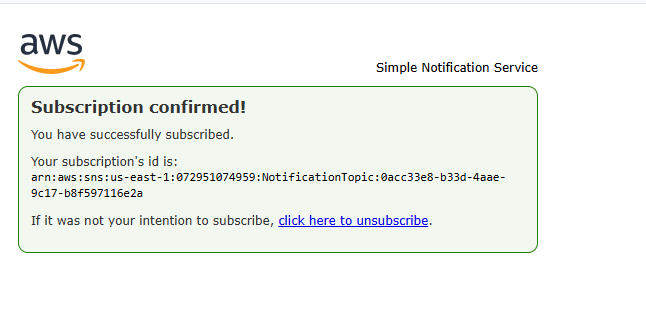 aws
Simple Notification Service
Subscription confirmed!
You have successfully subscribed.
Your subscription's id is:
arn:aws:sns:us-east-1:072951074959:NotificationTopic:0acc33e8-b33d-4aae-
9c17-b8f597116e2a
If it was not your intention to subscribe, click here to unsubscribe.